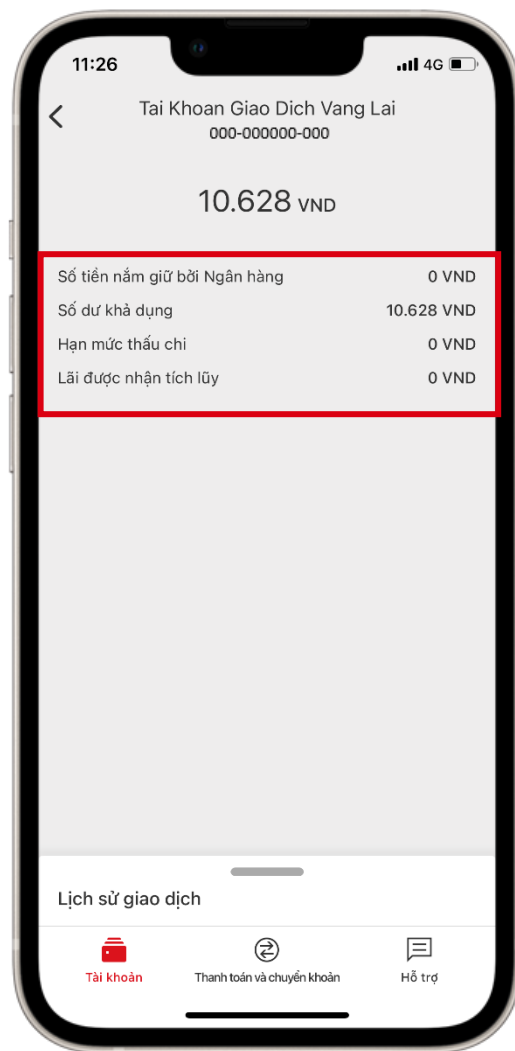 11:26
4G
Tai Khoan Giao Dich Vang Lai
000-000000-000
10.628 VND
Số tiền nắm giữ bởi Ngân hàng 0 VND
Số dư khả dụng 10.628 VND
Hạn mức thấu chi 0 VND
Lãi được nhận tích lũy 0 VND
Lịch sử giao dịch
Tài khoản Thanh toán và chuyển khoản Hỗ trợ